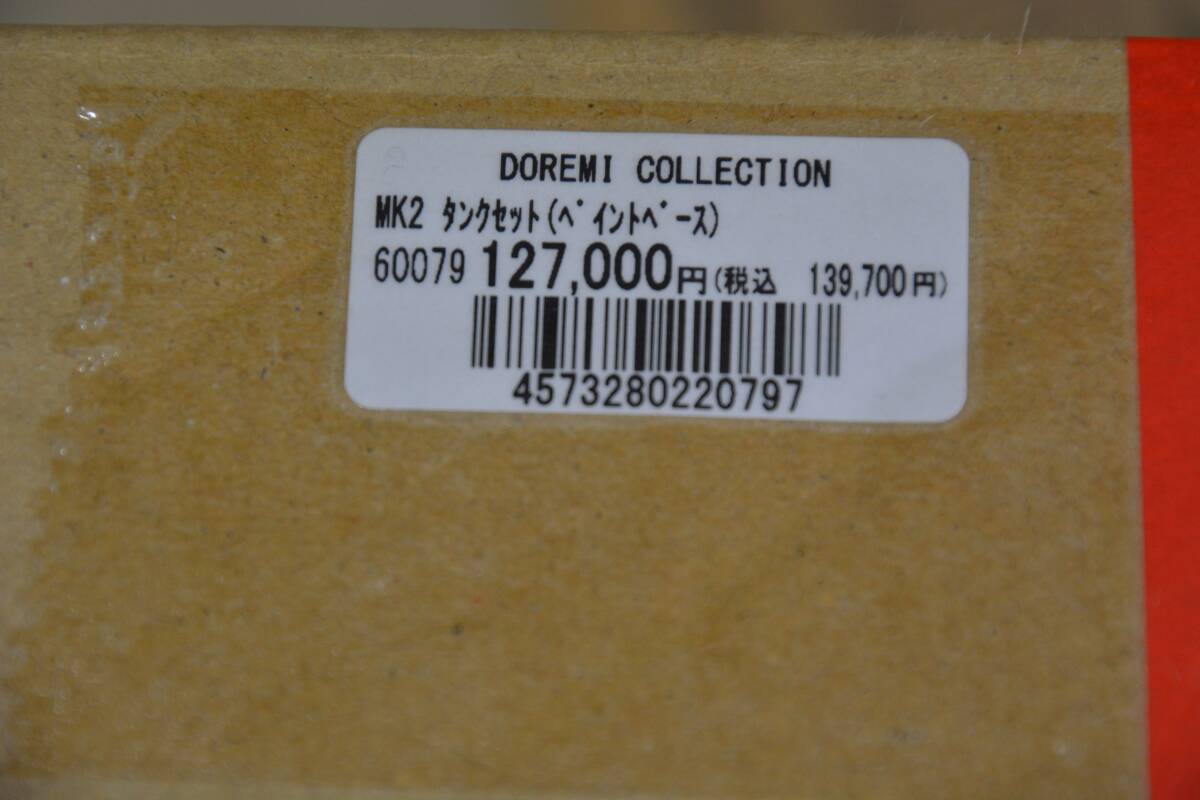 DOREMI COLLECTION
MK2 ﾀﾝｸｾｯﾄ(ﾍﾟｲﾝﾄﾍﾞｰｽ)
60079 127,000円(税込 139,700円)
4573280220797